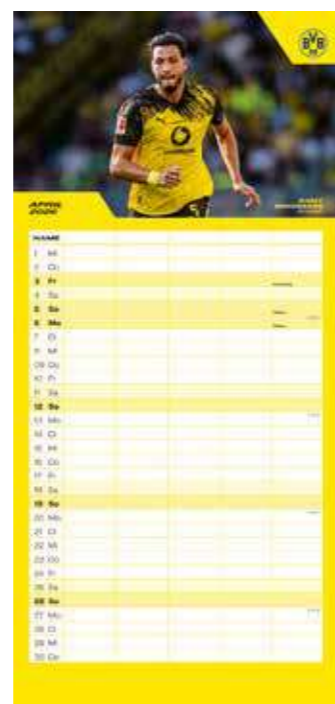 BVB
09
APRIL
2026
NAME
1 Mi
2 Do
3 Fr
4 Sa
5 So
6 Mo
7 Di
8 Mi
09 Do
10 Fr
11 Sa
12 So
13 Mo
14 Di
15 Mi
16 Do
17 Fr
18 Sa
19 So
20 Mo
21 Di
22 Mi
23 Do
24 Fr
25 Sa
26 So
27 Mo
28 Di
29 Mi
30 Do